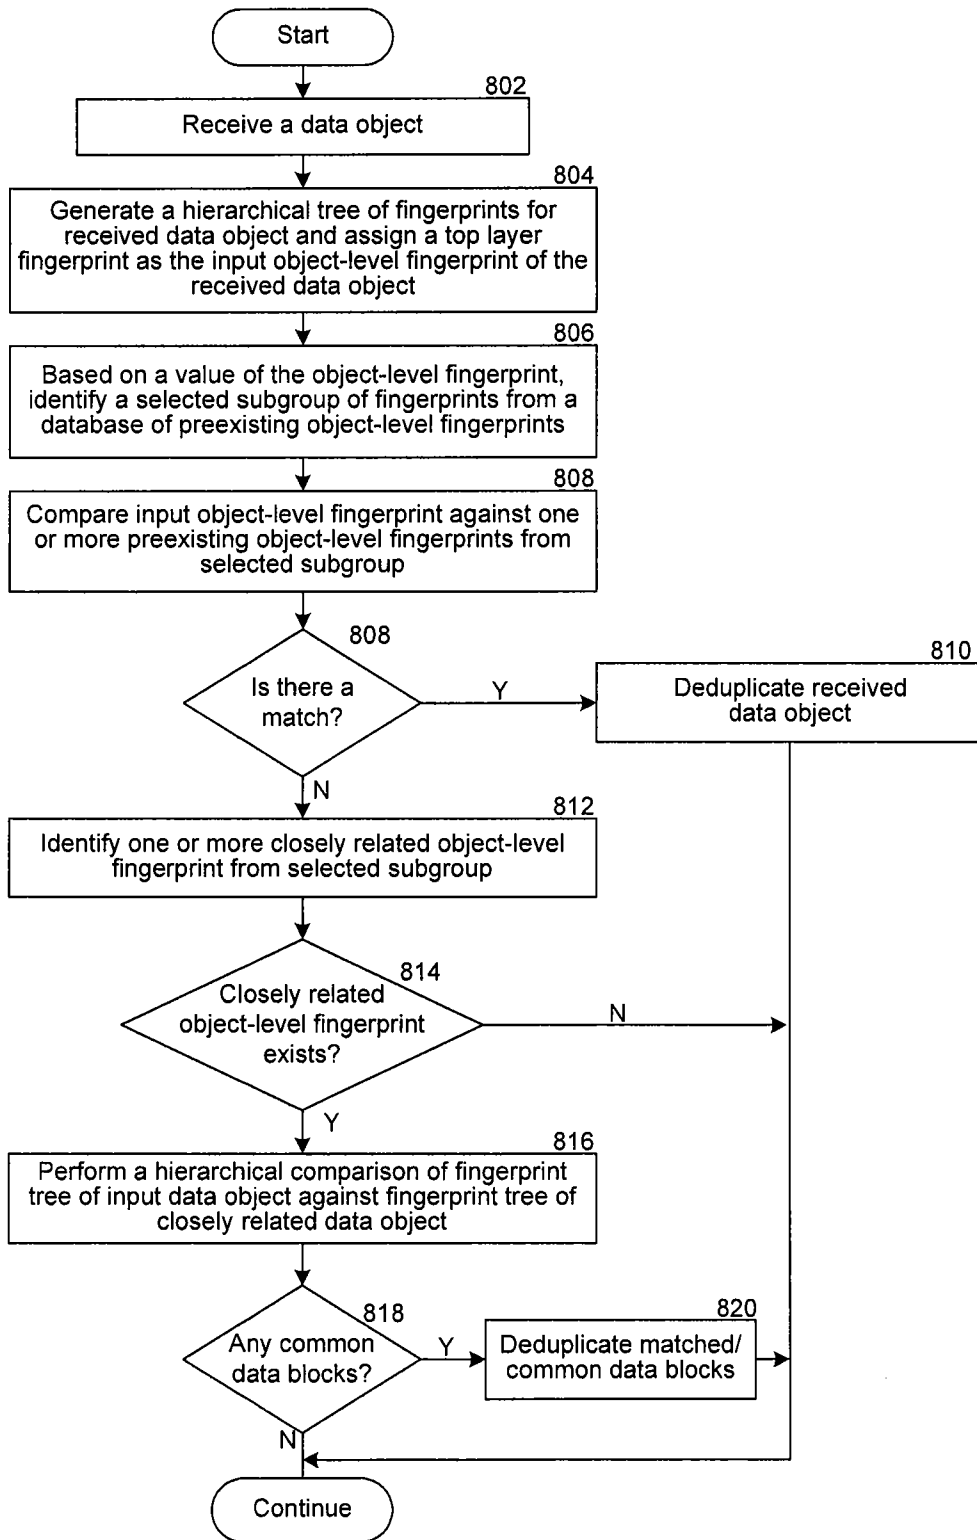 Start
802
Receive a data object
804
Generate a hierarchical tree of fingerprints for
received data object and assign a top layer
fingerprint as the input object-level fingerprint of the
received data object
806
Based on a value of the object-level fingerprint,
identify a selected subgroup of fingerprints from a
database of preexisting object-level fingerprints
808
Compare input object-level fingerprint against one
or more preexisting object-level fingerprints from
selected subgroup
808
Is there a
match?
Y
810
Deduplicate received
data object
N
812
Identify one or more closely related object-level
fingerprint from selected subgroup
814
Closely related
object-level fingerprint
exists?
N
Y
816
Perform a hierarchical comparison of fingerprint
tree of input data object against fingerprint tree of
closely related data object
818
Any common
data blocks?
Y
820
Deduplicate matched/
common data blocks
N
Continue